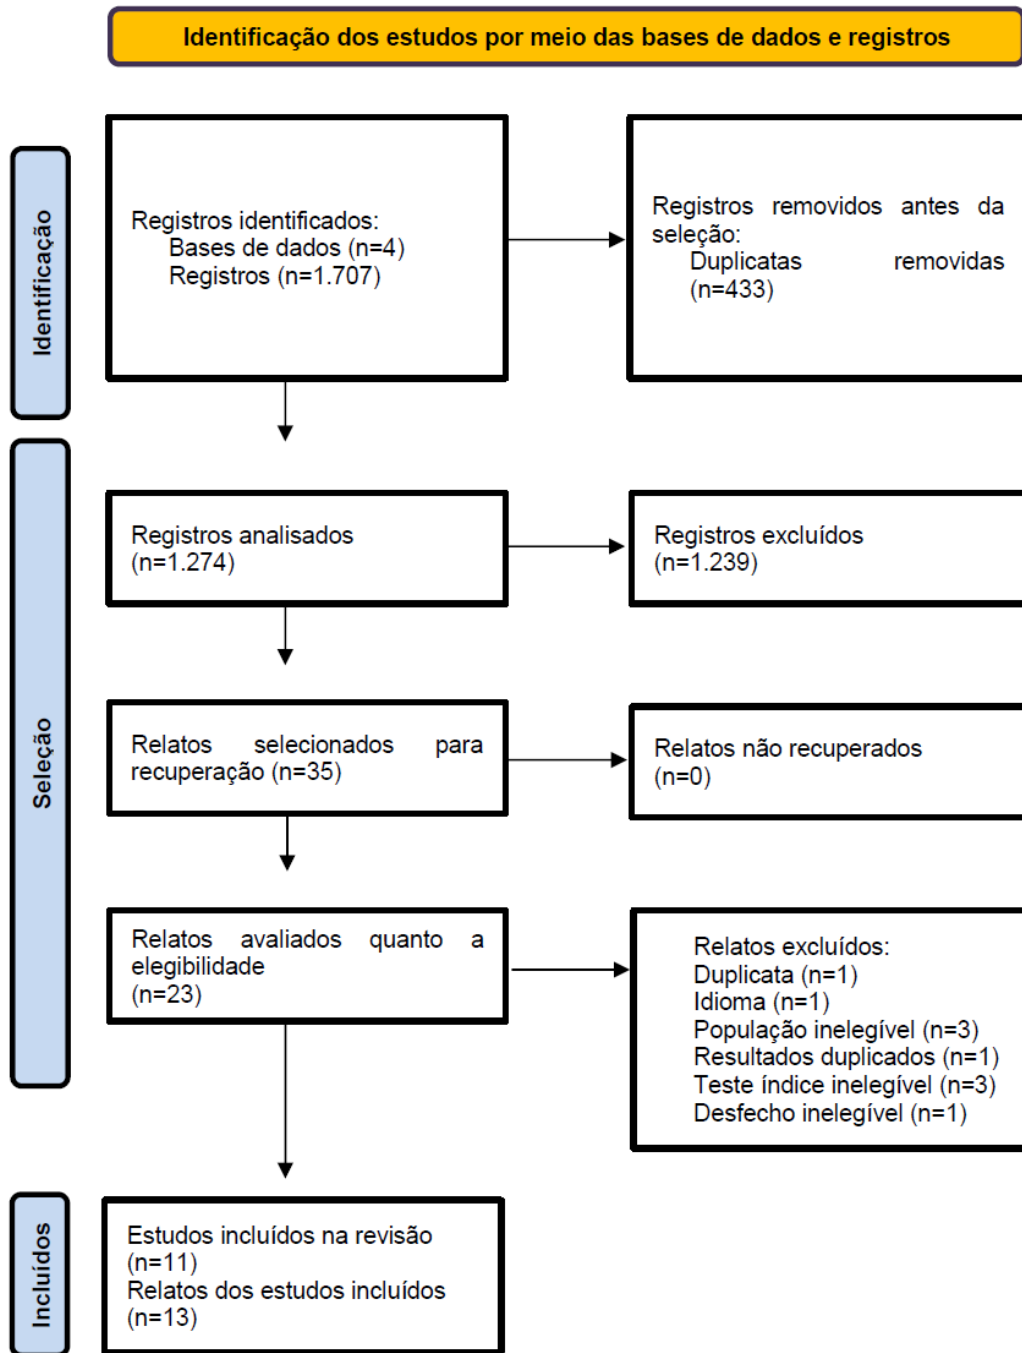 Identificação dos estudos por meio das bases de dados e registros
Identificação
Registros identificados:
Bases de dados (n=4)
Registros (n=1.707)
Registros removidos antes da
seleção:
Duplicatas removidas
(n=433)
Seleção
Registros analisados
(n=1.274)
Registros excluídos
(n=1.239)
Relatos selecionados para
recuperação (n=35)
Relatos não recuperados
(n=0)
Relatos avaliados quanto a
elegibilidade
(n=23)
Relatos excluídos:
Duplicata (n=1)
Idioma (n=1)
População inelegível (n=3)
Resultados duplicados (n=1)
Teste índice inelegível (n=3)
Desfecho inelegível (n=1)
Incluídos
Estudos incluídos na revisão
(n=11)
Relatos dos estudos incluídos
(n=13)